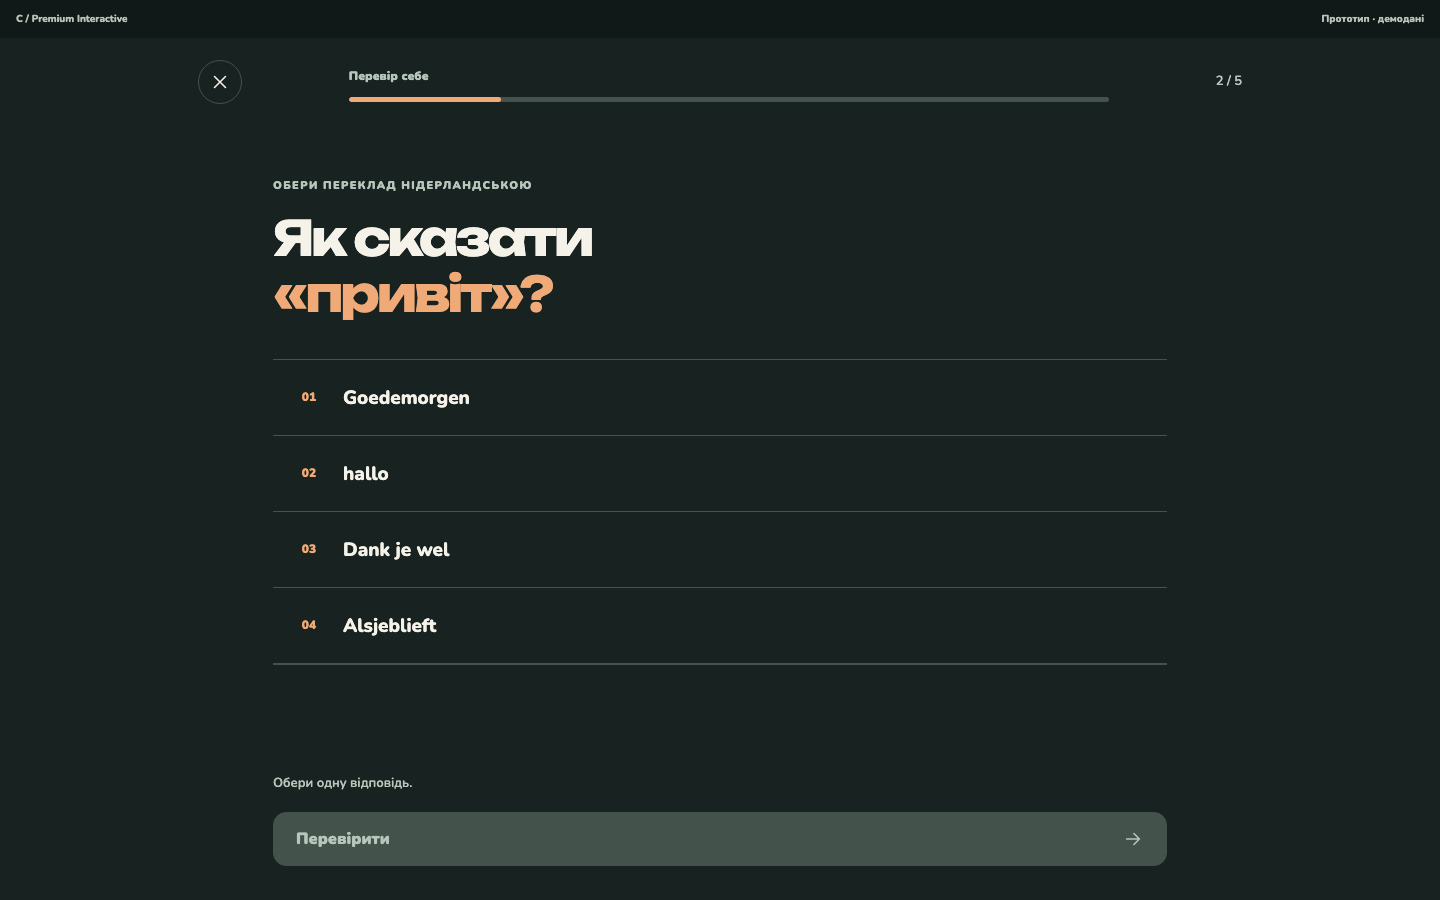 C / Premium Interactive
Прототип · демодані
Перевір себе
2 / 5
ОБЕРИ ПЕРЕКЛАД НІДЕРЛАНДСЬКОЮ
Як сказати
«привіт»?
01 Goedemorgen
02 hallo
03 Dank je wel
04 Alsjeblieft
Обери одну відповідь.
Перевірити